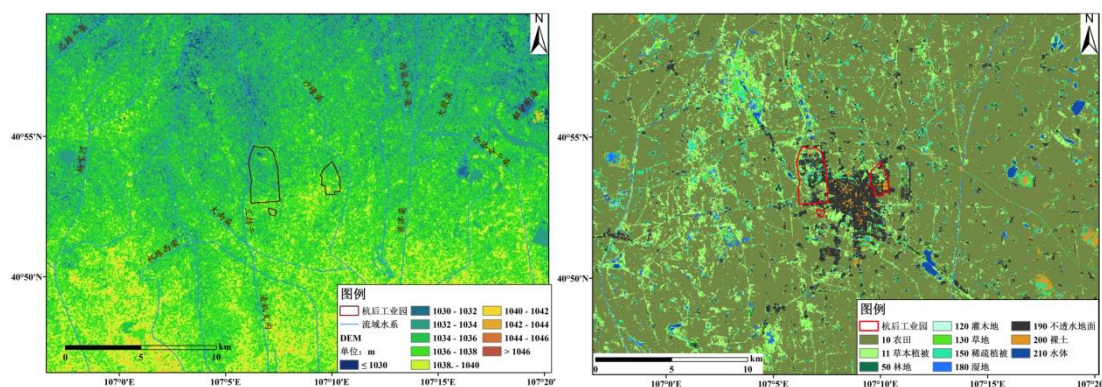 N
40°55'N
40°50'N
107°0'E
107°5'E
107°10'E
107°15'E
107°20'E
图例
杭后工业园
流域水系
DEM
单位：m
≤ 1030
1030 - 1032
1032 - 1034
1034 - 1036
1036 - 1038
1038. - 1040
1040 - 1042
1042 - 1044
1044 - 1046
> 1046
0
5
10
km
N
40°55'N
40°50'N
107°0'E
107°5'E
107°10'E
107°15'E
107°20'E
图例
杭后工业园
10 农田
11 草本植被
50 林地
120 灌木地
130 草地
150 稀疏植被
180 湿地
190 不透水地面
200 裸土
210 水体
0
5
10
km